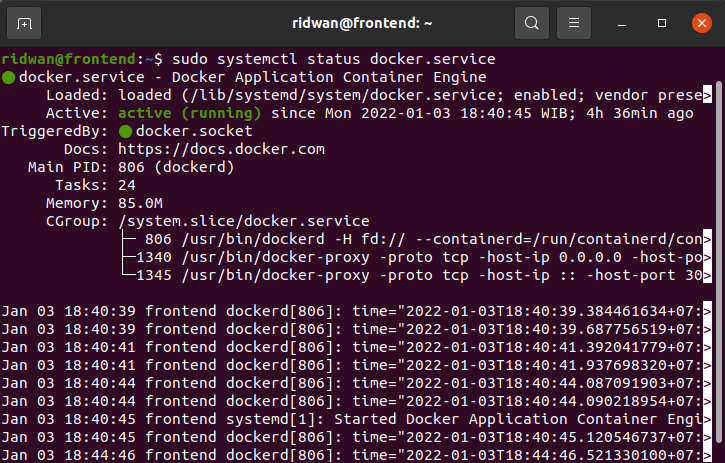 ridwan@frontend: ~
ridwan@frontend:~$ sudo systemctl status docker.service
● docker.service - Docker Application Container Engine
     Loaded: loaded (/lib/systemd/system/docker.service; enabled; vendor prese>
     Active: active (running) since Mon 2022-01-03 18:40:45 WIB; 4h 36min ago
TriggeredBy: ● docker.socket
       Docs: https://docs.docker.com
   Main PID: 806 (dockerd)
      Tasks: 24
     Memory: 85.0M
     CGroup: /system.slice/docker.service
             ├─ 806 /usr/bin/dockerd -H fd:// --containerd=/run/containerd/con>
             ├─1340 /usr/bin/docker-proxy -proto tcp -host-ip 0.0.0.0 -host-po>
             └─1345 /usr/bin/docker-proxy -proto tcp -host-ip :: -host-port 30>
Jan 03 18:40:39 frontend dockerd[806]: time="2022-01-03T18:40:39.384461634+07:>
Jan 03 18:40:39 frontend dockerd[806]: time="2022-01-03T18:40:39.687756519+07:>
Jan 03 18:40:41 frontend dockerd[806]: time="2022-01-03T18:40:41.392041779+07:>
Jan 03 18:40:41 frontend dockerd[806]: time="2022-01-03T18:40:41.937698320+07:>
Jan 03 18:40:44 frontend dockerd[806]: time="2022-01-03T18:40:44.087091903+07:>
Jan 03 18:40:44 frontend dockerd[806]: time="2022-01-03T18:40:44.090218954+07:>
Jan 03 18:40:45 frontend systemd[1]: Started Docker Application Container Engi>
Jan 03 18:40:45 frontend dockerd[806]: time="2022-01-03T18:40:45.120546737+07:>
Jan 03 18:44:46 frontend dockerd[806]: time="2022-01-03T18:44:46.521330100+07:>